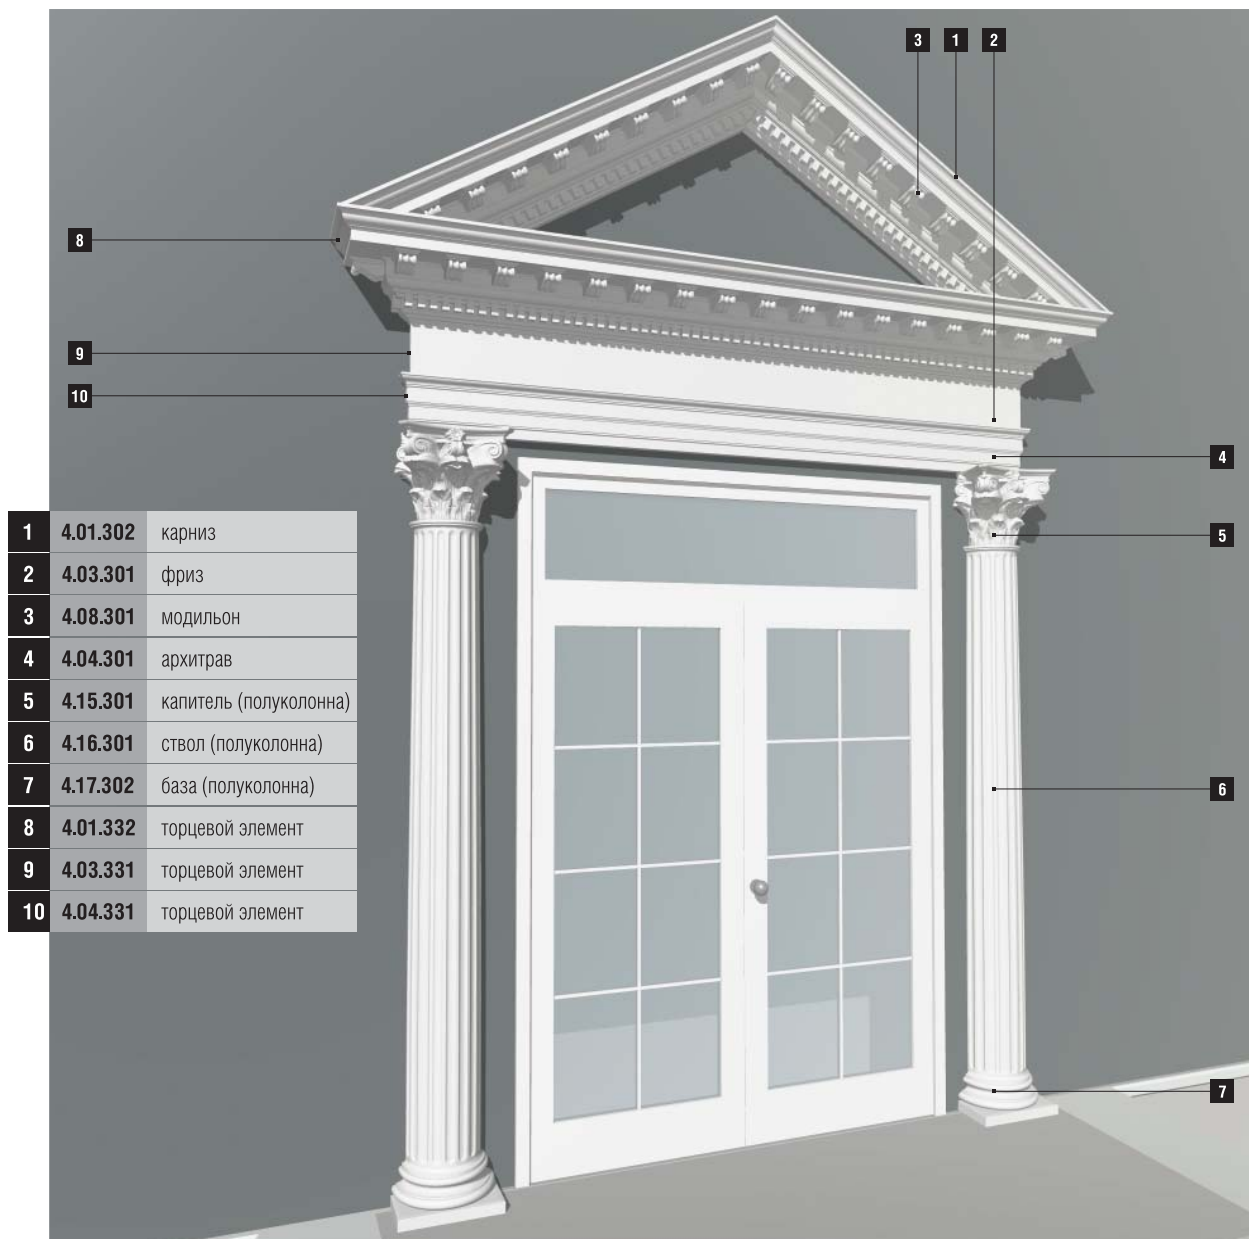 3 1 2
8
9
10
4
5
6
7
1 4.01.302 карниз
2 4.03.301 фриз
3 4.08.301 модильон
4 4.04.301 архитрав
5 4.15.301 капитель (полуколонна)
6 4.16.301 ствол (полуколонна)
7 4.17.302 база (полуколонна)
8 4.01.332 торцевой элемент
9 4.03.331 торцевой элемент
10 4.04.331 торцевой элемент